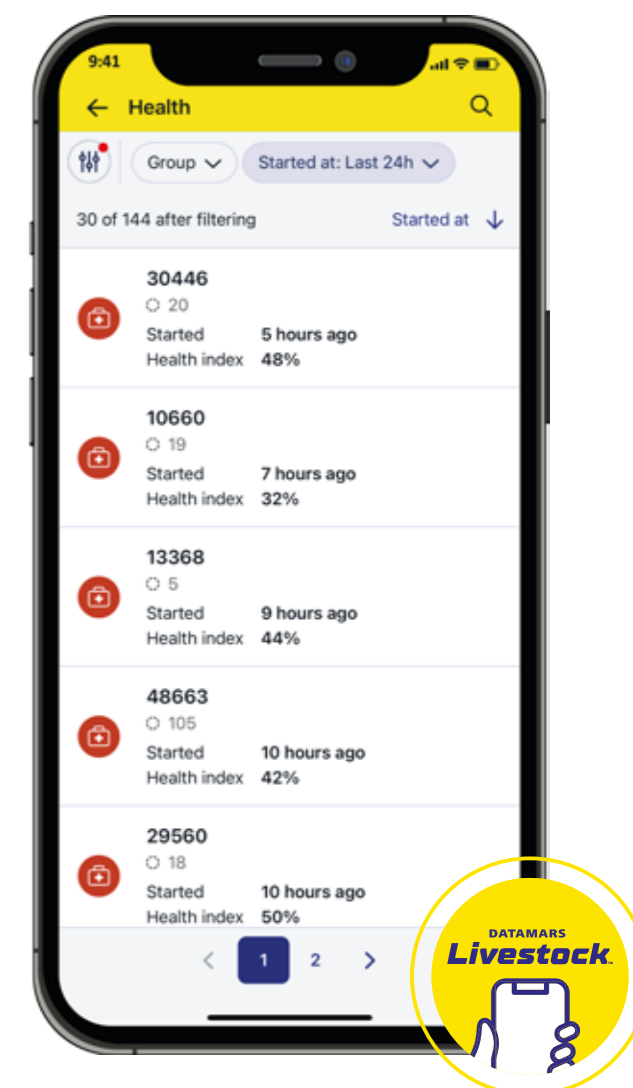 9:41
Health
Group
Started at: Last 24h
30 of 144 after filtering
Started at
30446
20
Started 5 hours ago
Health index 48%
10660
19
Started 7 hours ago
Health index 32%
13368
5
Started 9 hours ago
Health index 44%
48663
105
Started 10 hours ago
Health index 42%
29560
18
Started 10 hours ago
Health index 50%
1 2
DATAMARS
Livestock™